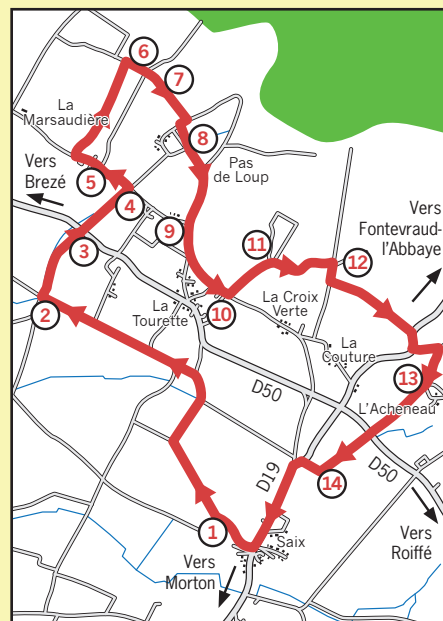 6
7
La
Marsaudière
8
Pas
de Loup
Vers
Brezé
5
4
Vers
Fontevraud-
l'Abbaye
9
3
11
12
La Croix
Verte
10
La
Tourette
2
La
Couture
13
D50
L'Acheneau
D19
D50
14
1
Saix
Vers
Morton
Vers
Roiffé